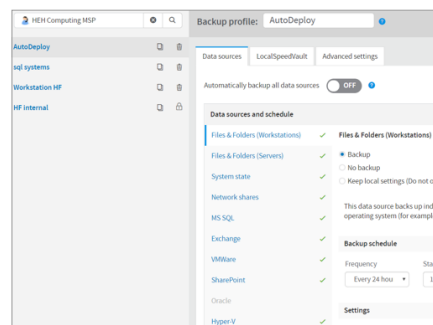 HEH Computing MSP
Backup profile: AutoDeploy
AutoDeploy
sql systems
Workstation HF
HF internal
Data sources LocalSpeedVault Advanced settings
Automatically backup all data sources OFF
Data sources and schedule
Files & Folders (Workstations)
Files & Folders (Servers)
System state
Network shares
MS SQL
Exchange
VMWare
SharePoint
Oracle
Hyper-V
Files & Folders (Workstations)
Backup
No backup
Keep local settings (Do not o
This data source backs up ind
operating system (for exampl
Backup schedule
Frequency Sta
Every 24 hou 1
Settings